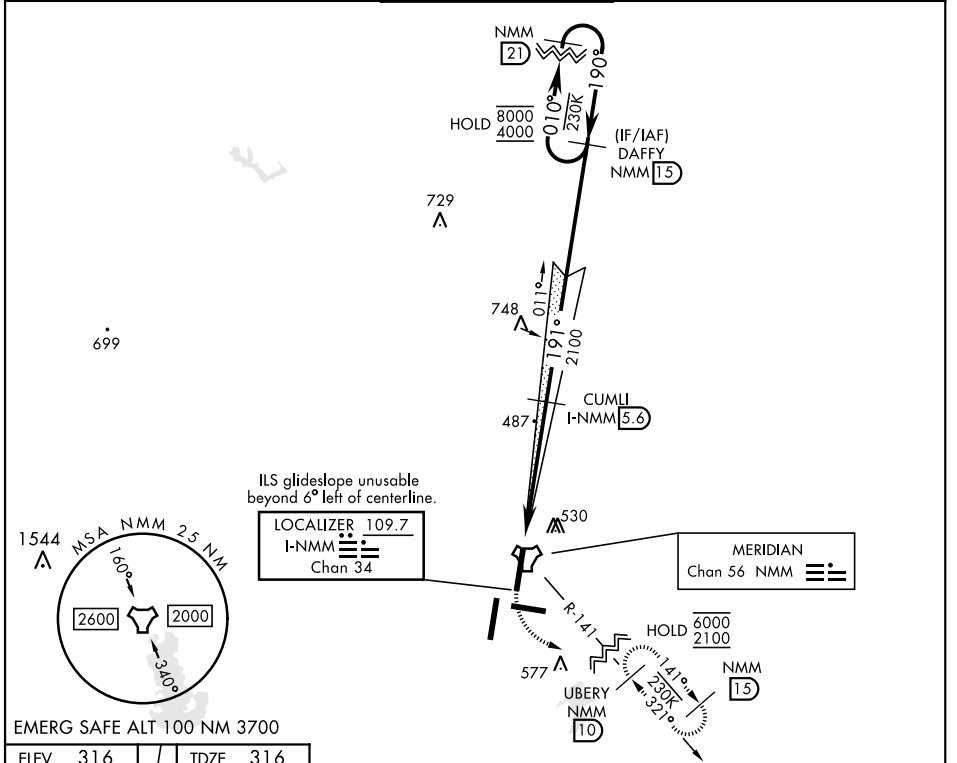 NMM
21
190°
HOLD 8000
4000
010°
230K
(IF/IAF)
DAFFY
NMM 15
729
748
011°
191°
2100
699
CUMLI
I-NMM 5.6
487
ILS glideslope unusable
beyond 6° left of centerline.
LOCALIZER 109.7
I-NMM
Chan 34
530
MERIDIAN
Chan 56 NMM
1544
MSA NMM 25 NM
160°
2600
2000
340°
R-141
HOLD 6000
2100
577
141°
230K
321°
NMM
15
UBERY
NMM
10
EMERG SAFE ALT 100 NM 3700
ELEV 316
TDZE 316